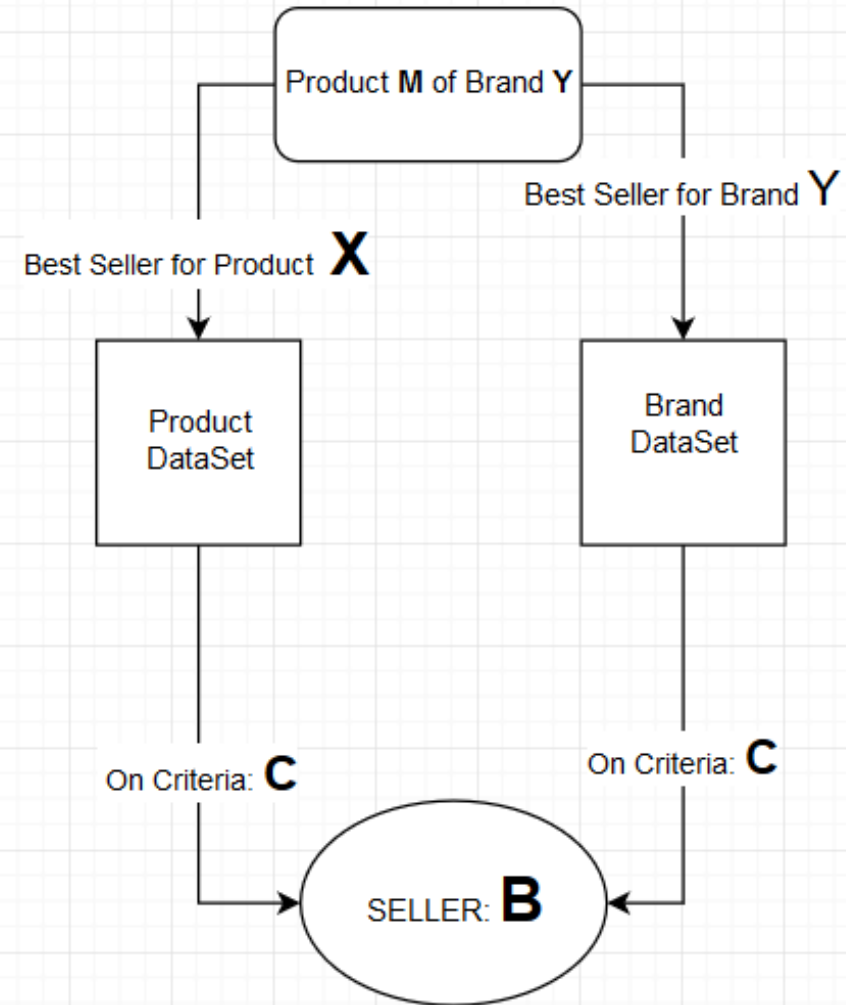 Product M of Brand Y
Best Seller for Brand Y
Best Seller for Product X
Product
DataSet
Brand
DataSet
On Criteria: C
On Criteria: C
SELLER: B